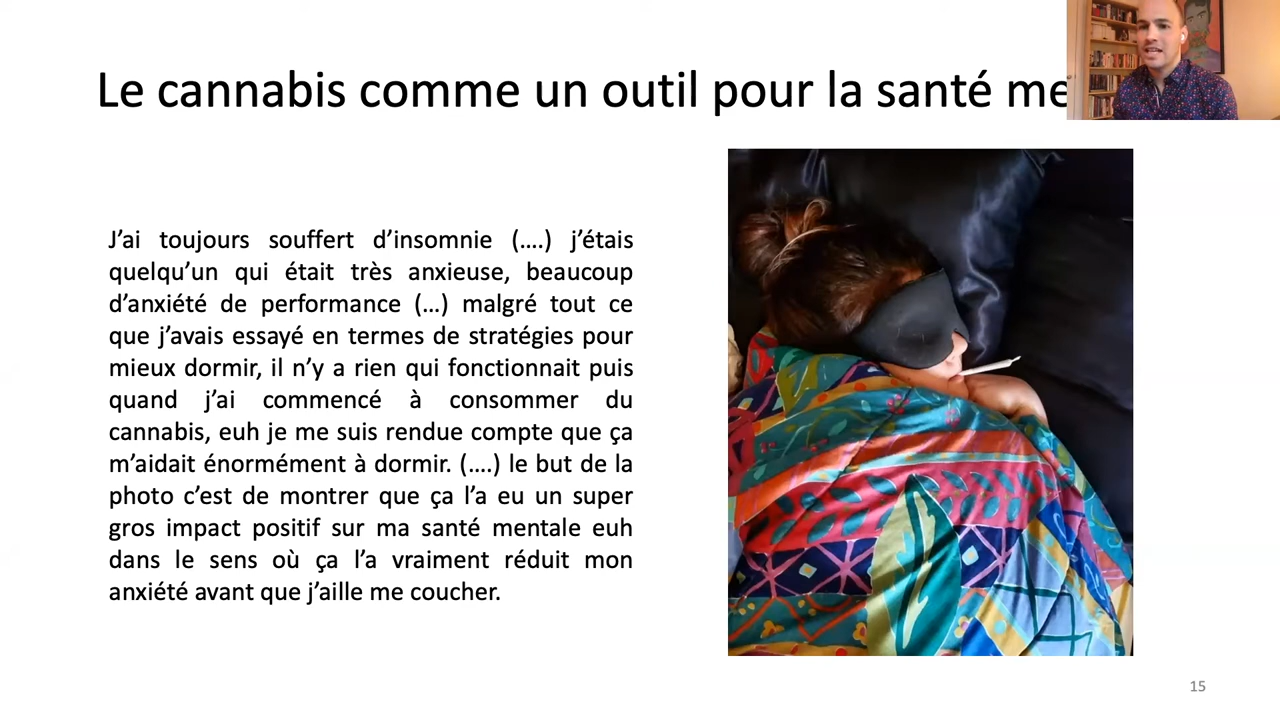 Le cannabis comme un outil pour la santé me
J’ai toujours souffert d’insomnie (....) j’étais
quelqu’un qui était très anxieuse, beaucoup
d’anxiété de performance (...) malgré tout ce
que j’avais essayé en termes de stratégies pour
mieux dormir, il n’y a rien qui fonctionnait puis
quand j’ai commencé à consommer du
cannabis, euh je me suis rendue compte que ça
m’aidait énormément à dormir. (....) le but de la
photo c’est de montrer que ça l’a eu un super
gros impact positif sur ma santé mentale euh
dans le sens où ça l’a vraiment réduit mon
anxiété avant que j’aille me coucher.
15